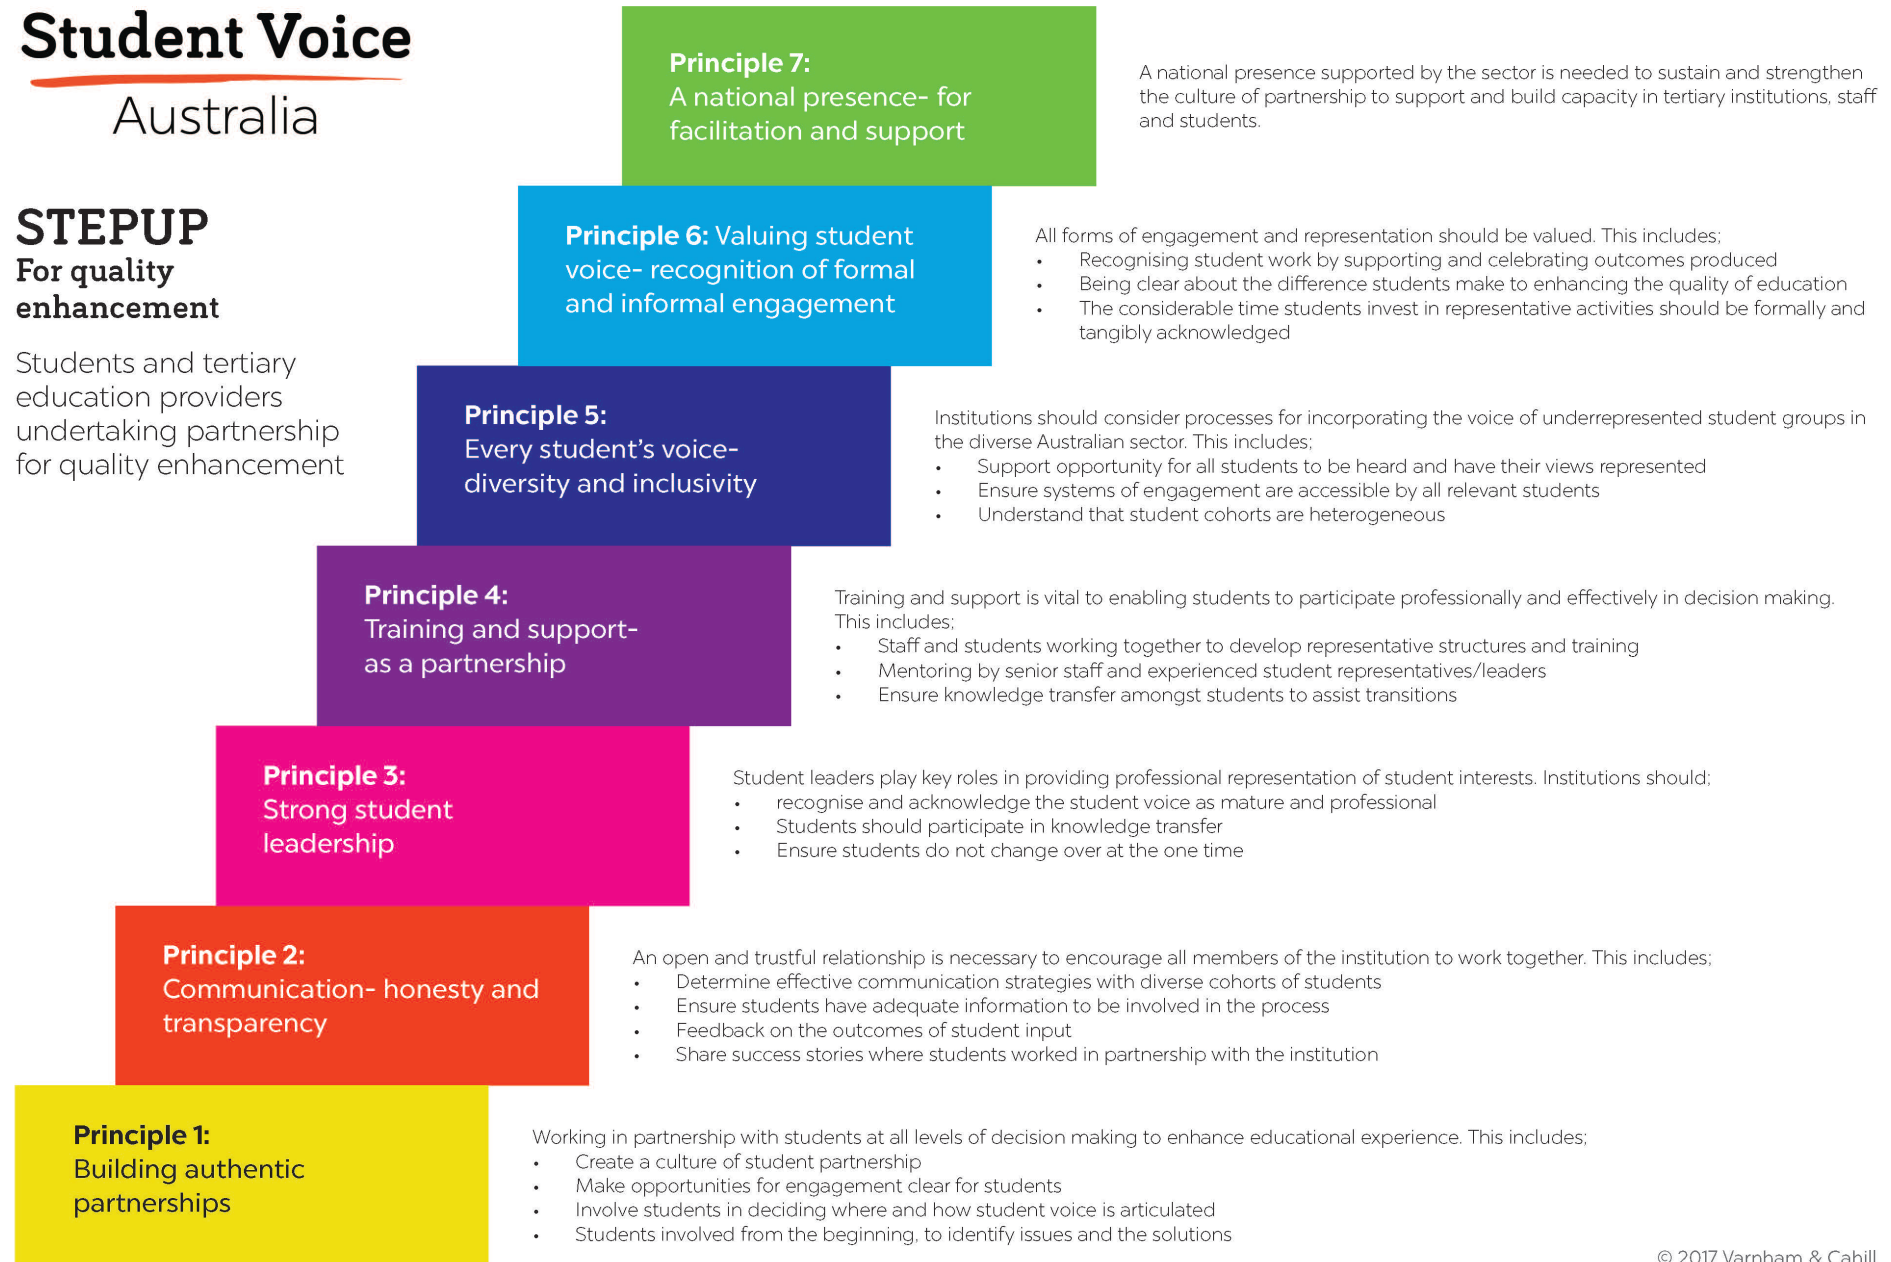 Student Voice
Australia
STEPUP
For quality
enhancement
Students and tertiary
education providers
undertaking partnership
for quality enhancement
Principle 7:
A national presence- for
facilitation and support
A national presence supported by the sector is needed to sustain and strengthen
the culture of partnership to support and build capacity in tertiary institutions, staff
and students.
Principle 6: Valuing student
voice- recognition of formal
and informal engagement
All forms of engagement and representation should be valued. This includes;
• Recognising student work by supporting and celebrating outcomes produced
• Being clear about the difference students make to enhancing the quality of education
• The considerable time students invest in representative activities should be formally and
tangibly acknowledged
Principle 5:
Every student's voice-
diversity and inclusivity
Institutions should consider processes for incorporating the voice of underrepresented student groups in
the diverse Australian sector. This includes;
• Support opportunity for all students to be heard and have their views represented
• Ensure systems of engagement are accessible by all relevant students
• Understand that student cohorts are heterogeneous
Principle 4:
Training and support-
as a partnership
Training and support is vital to enabling students to participate professionally and effectively in decision making.
This includes;
• Staff and students working together to develop representative structures and training
• Mentoring by senior staff and experienced student representatives/leaders
• Ensure knowledge transfer amongst students to assist transitions
Principle 3:
Strong student
leadership
Student leaders play key roles in providing professional representation of student interests. Institutions should;
• recognise and acknowledge the student voice as mature and professional
• Students should participate in knowledge transfer
• Ensure students do not change over at the one time
Principle 2:
Communication- honesty and
transparency
An open and trustful relationship is necessary to encourage all members of the institution to work together. This includes;
• Determine effective communication strategies with diverse cohorts of students
• Ensure students have adequate information to be involved in the process
• Feedback on the outcomes of student input
• Share success stories where students worked in partnership with the institution
Principle 1:
Building authentic
partnerships
Working in partnership with students at all levels of decision making to enhance educational experience. This includes;
• Create a culture of student partnership
• Make opportunities for engagement clear for students
• Involve students in deciding where and how student voice is articulated
• Students involved from the beginning, to identify issues and the solutions
© 2017 Varnham & Cahill